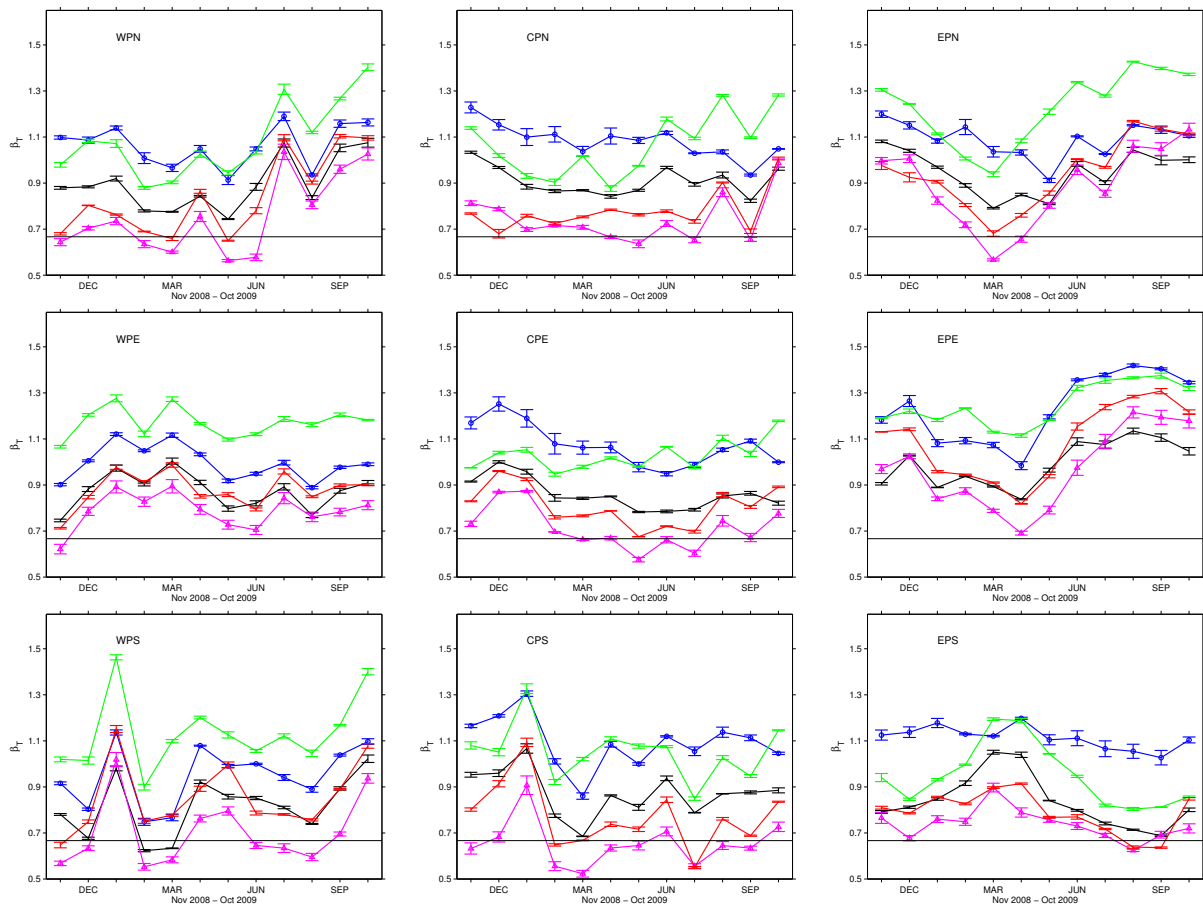 WPN
1.5
1.3
β_T 1.1
0.9
0.7
0.5
DEC MAR JUN SEP
Nov 2008 − Oct 2009
CPN
1.5
1.3
β_T 1.1
0.9
0.7
0.5
DEC MAR JUN SEP
Nov 2008 − Oct 2009
EPN
1.5
1.3
β_T 1.1
0.9
0.7
0.5
DEC MAR JUN SEP
Nov 2008 − Oct 2009
WPE
1.5
1.3
β_T 1.1
0.9
0.7
0.5
DEC MAR JUN SEP
Nov 2008 − Oct 2009
CPE
1.5
1.3
β_T 1.1
0.9
0.7
0.5
DEC MAR JUN SEP
Nov 2008 − Oct 2009
EPE
1.5
1.3
β_T 1.1
0.9
0.7
0.5
DEC MAR JUN SEP
Nov 2008 − Oct 2009
WPS
1.5
1.3
β_T 1.1
0.9
0.7
0.5
DEC MAR JUN SEP
Nov 2008 − Oct 2009
CPS
1.5
1.3
β_T 1.1
0.9
0.7
0.5
DEC MAR JUN SEP
Nov 2008 − Oct 2009
EPS
1.5
1.3
β_T 1.1
0.9
0.7
0.5
DEC MAR JUN SEP
Nov 2008 − Oct 2009